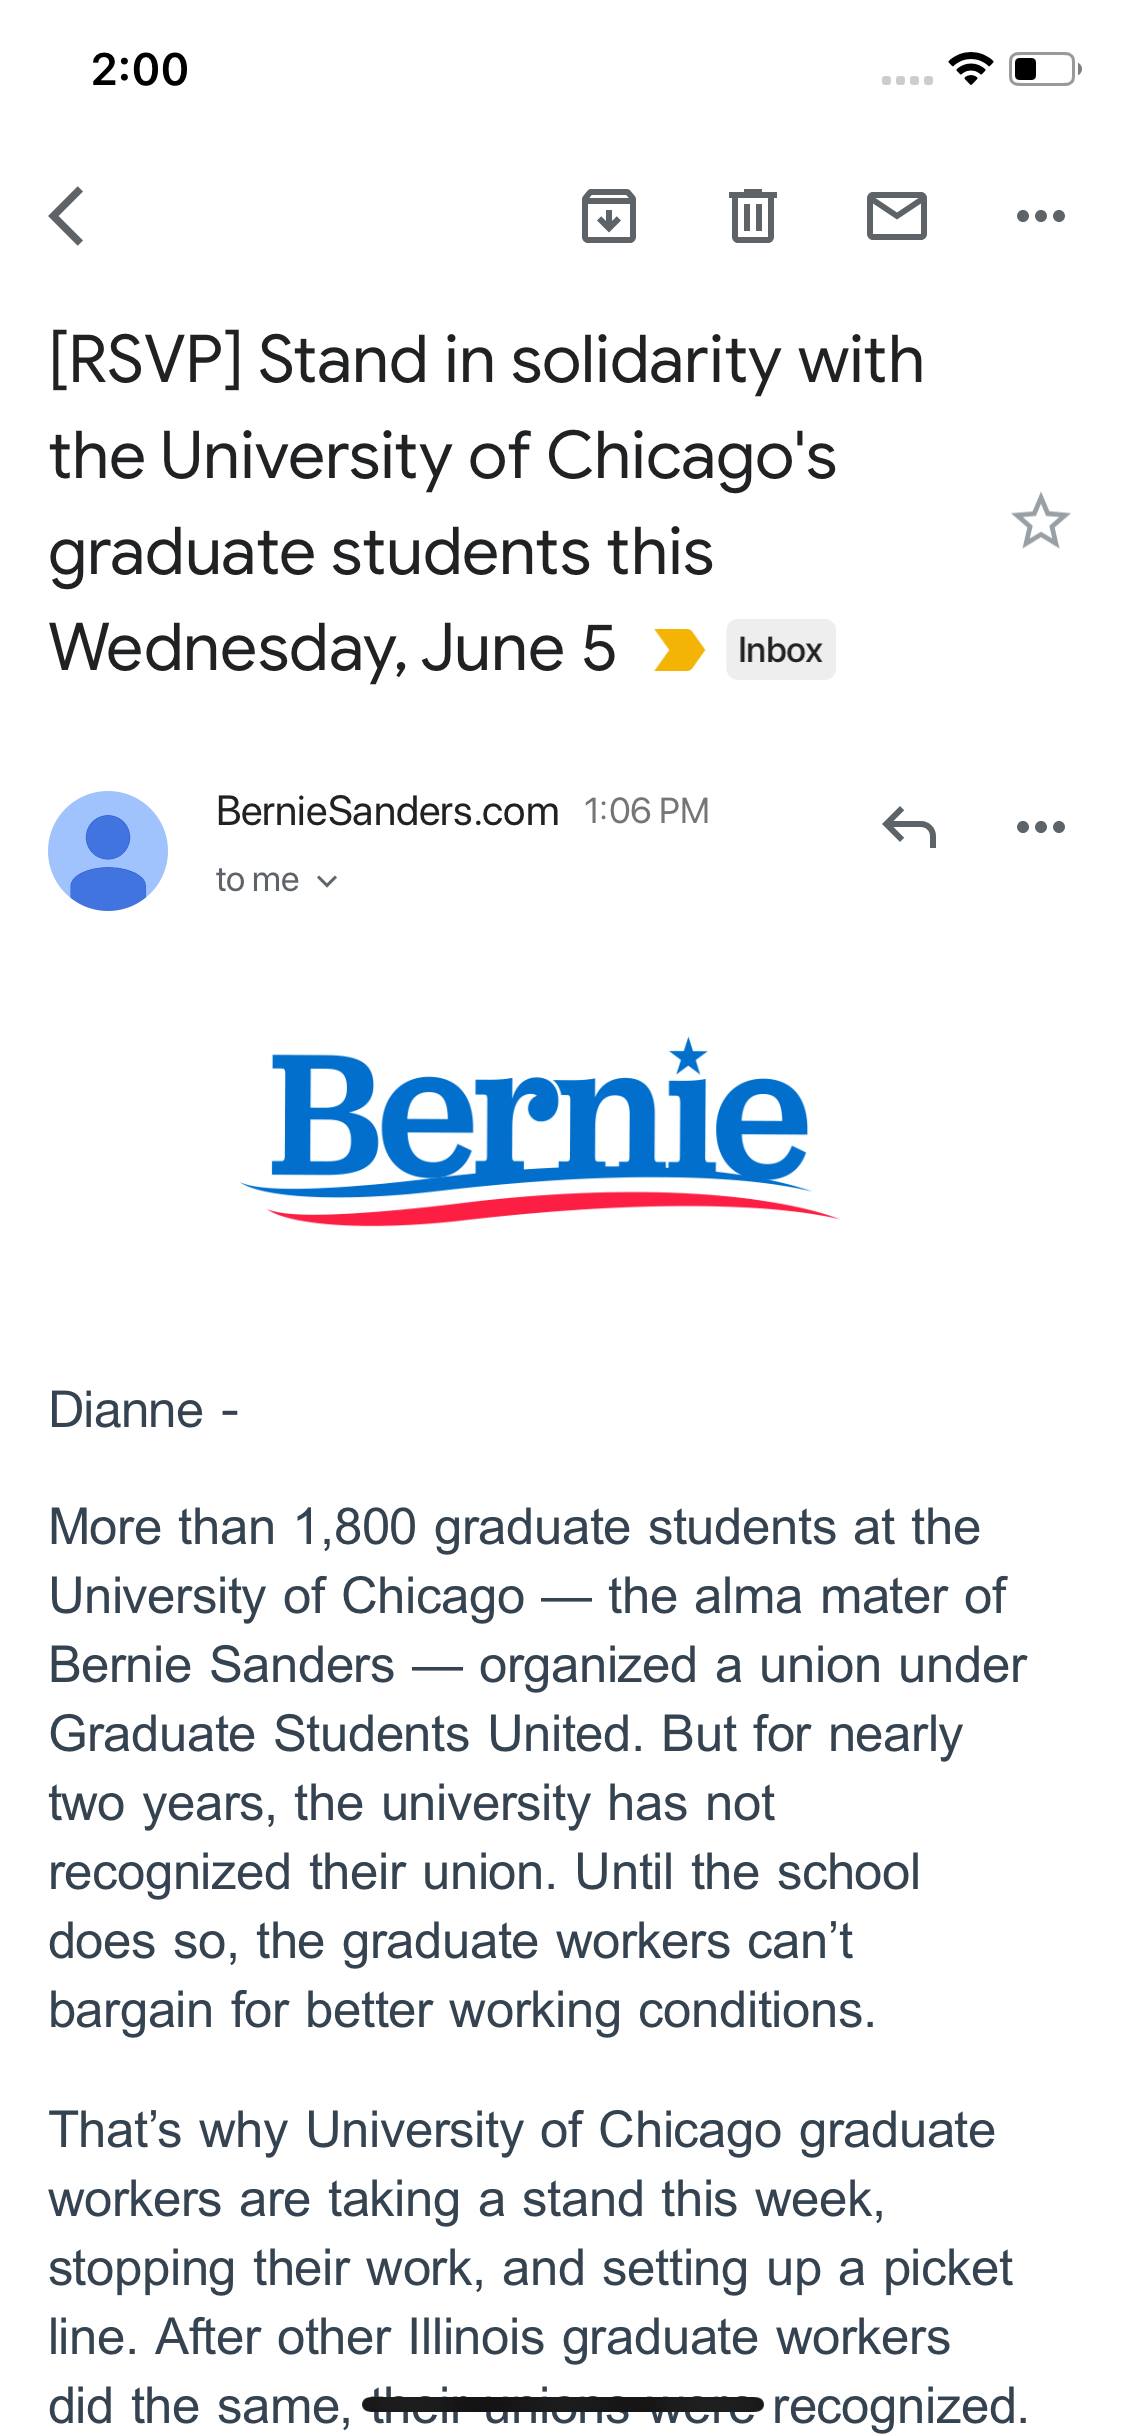 2:00
[RSVP] Stand in solidarity with
the University of Chicago's
graduate students this
Wednesday, June 5 Inbox
BernieSanders.com 1:06 PM
to me
Bernie
Dianne -
More than 1,800 graduate students at the
University of Chicago — the alma mater of
Bernie Sanders — organized a union under
Graduate Students United. But for nearly
two years, the university has not
recognized their union. Until the school
does so, the graduate workers can’t
bargain for better working conditions.
That’s why University of Chicago graduate
workers are taking a stand this week,
stopping their work, and setting up a picket
line. After other Illinois graduate workers
did the same, their unions were recognized.